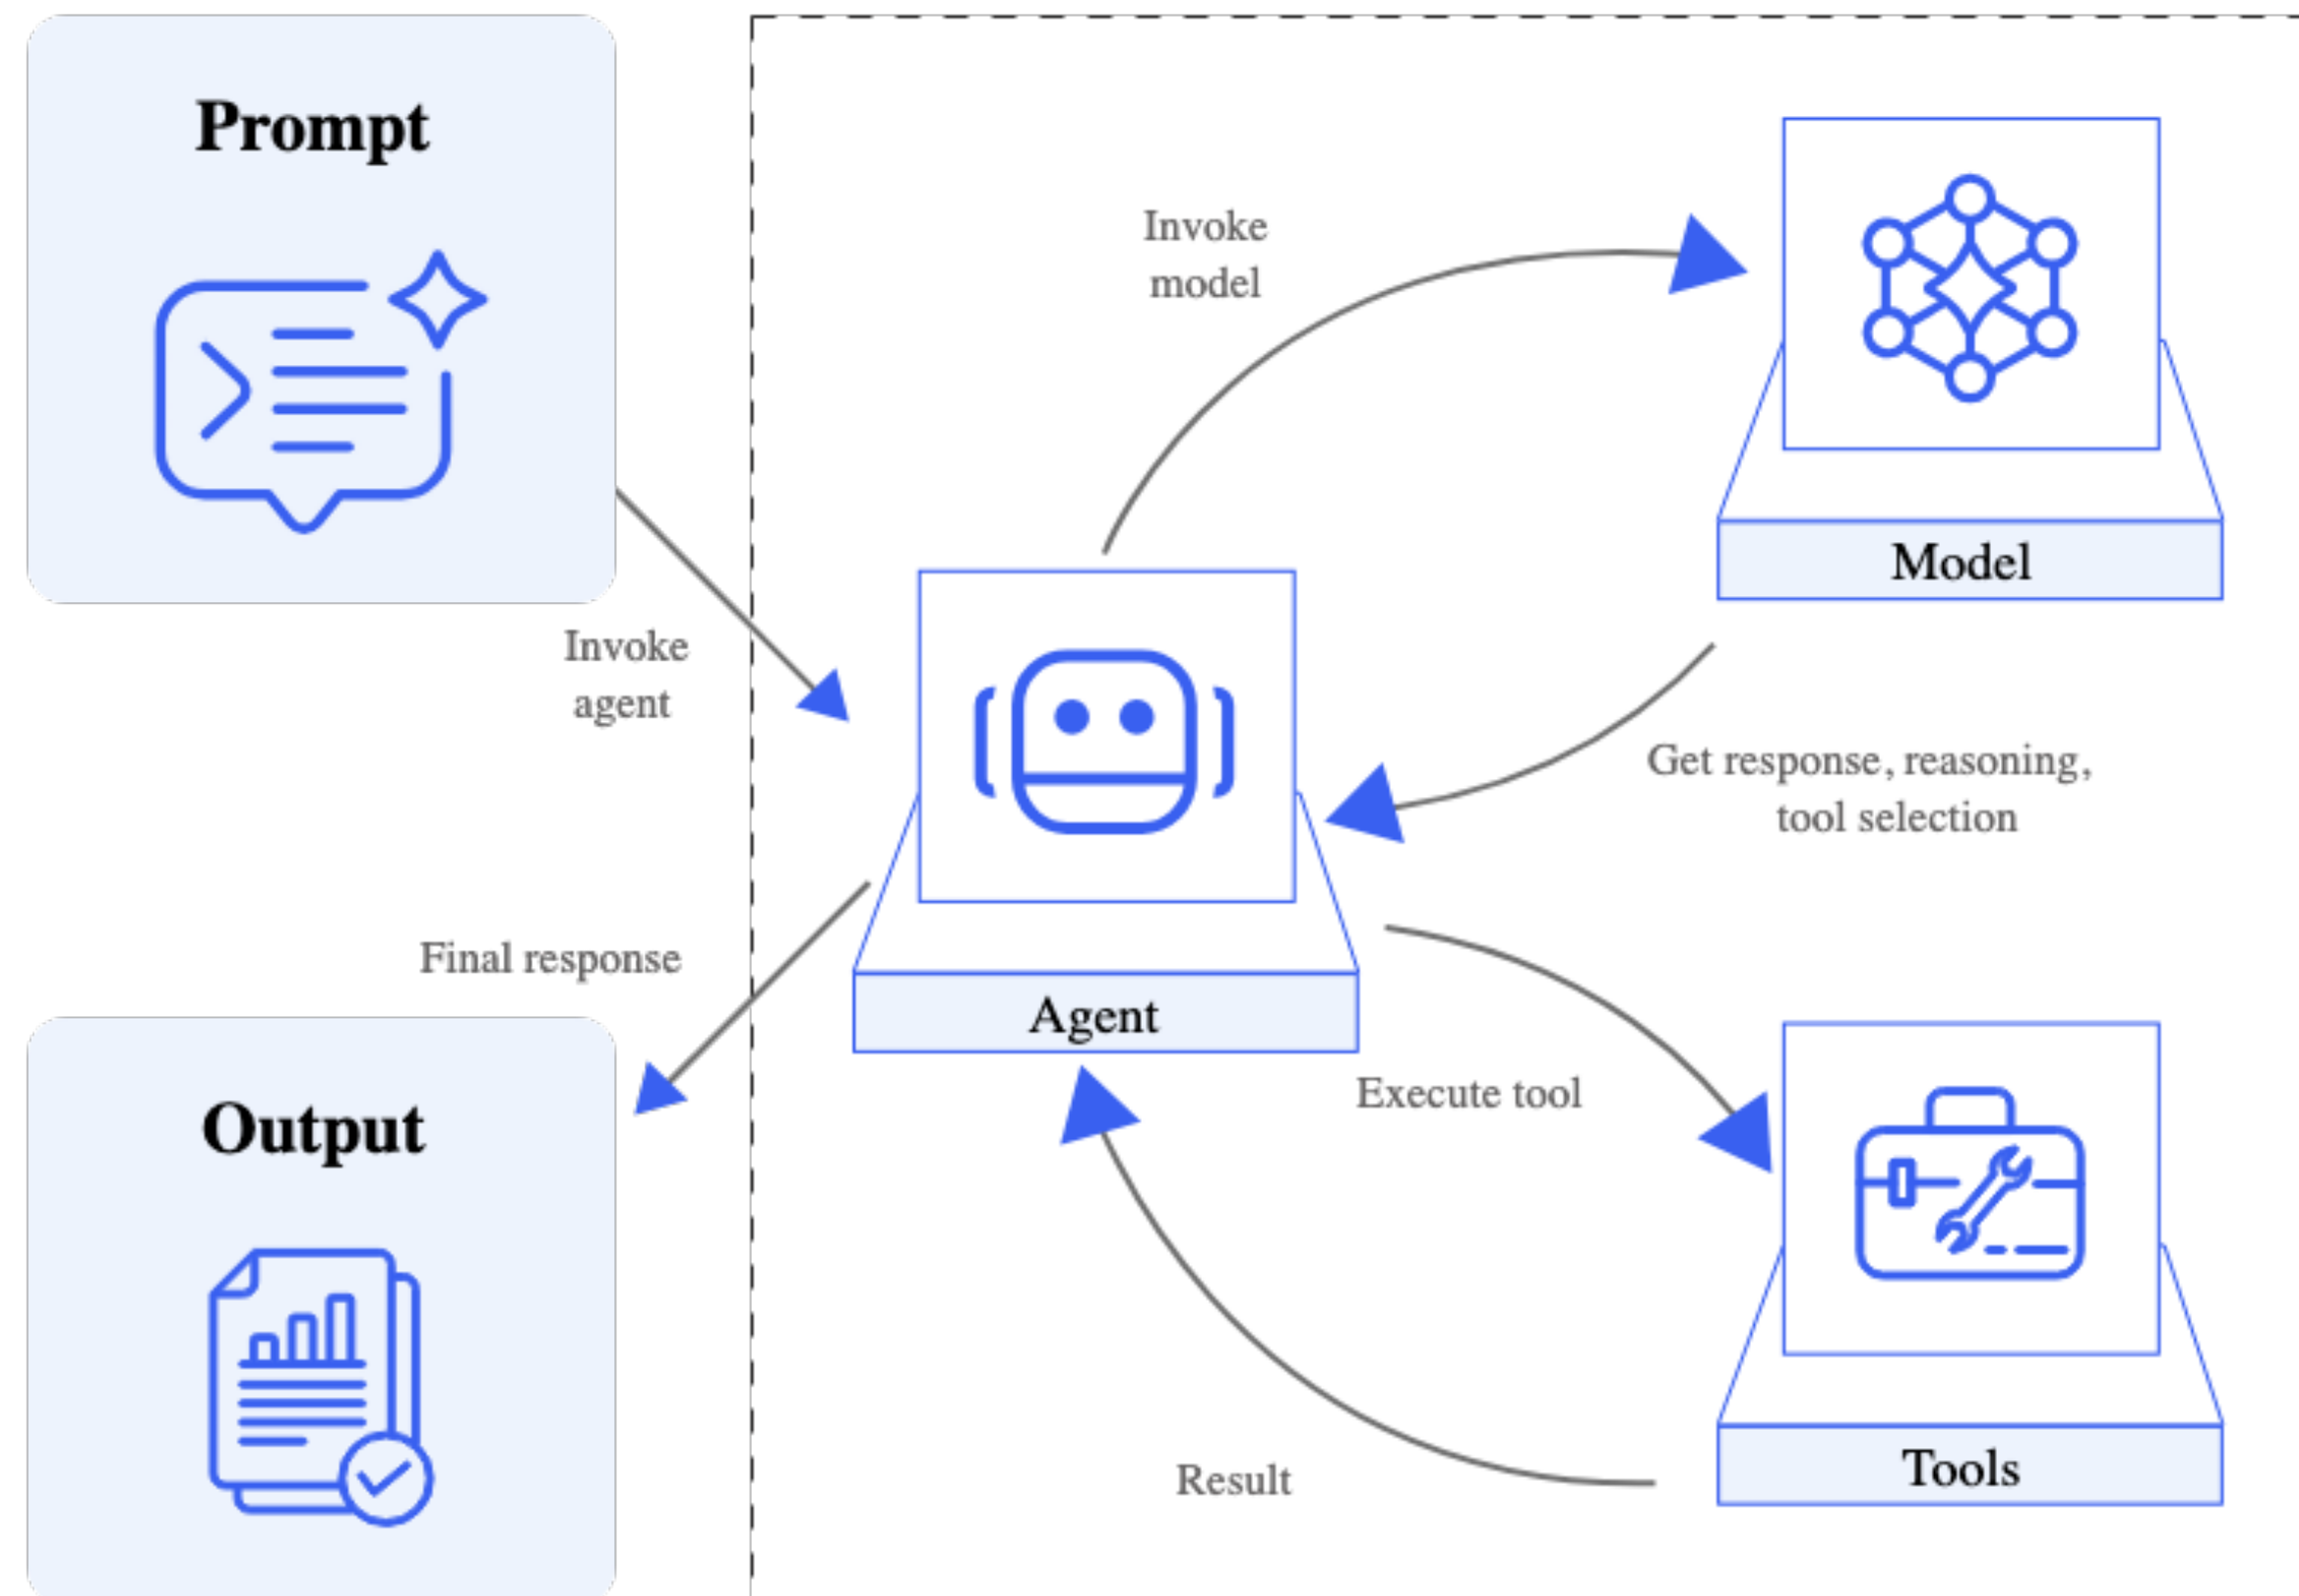 Prompt
Invoke
model
Model
Invoke
agent
Get response, reasoning,
tool selection
Final response
Agent
Execute tool
Output
Result
Tools